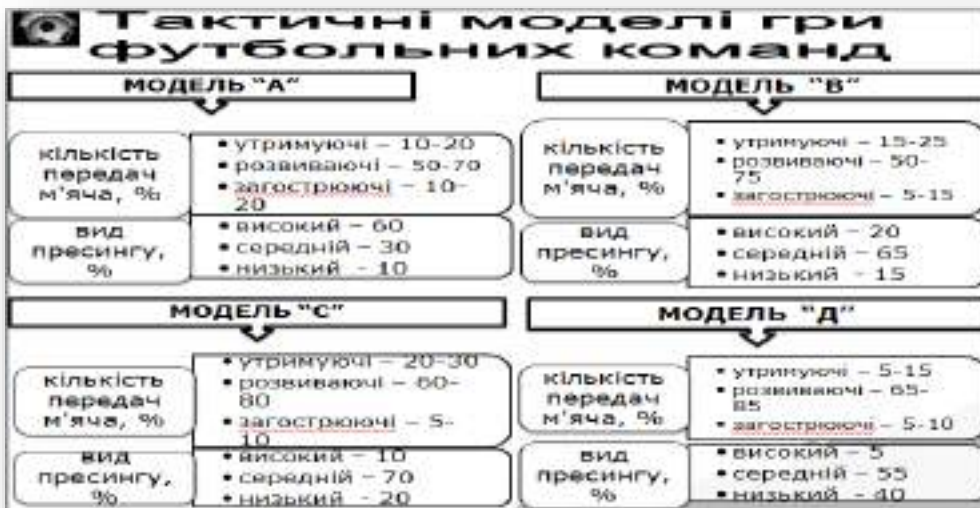 Тактичні моделі гри
футбольних команд
МОДЕЛЬ "А"
кількість
передач
м'яча, %
• утримуючі – 10-20
• розвиваючі – 50-70
• загострюючі – 10-
20
вид
пресингу,
%
• високий – 60
• середній – 30
• низький - 10
МОДЕЛЬ "В"
кількість
передач
м'яча, %
• утримуючі – 15-25
• розвиваючі – 50-
75
• загострюючі – 5-15
вид
пресингу,
%
• високий – 20
• середній – 65
• низький – 15
МОДЕЛЬ "С"
кількість
передач
м'яча, %
• утримуючі – 20-30
• розвиваючі – 60-
80
• загострюючі – 5-
10
вид
пресингу,
%
• високий – 10
• середній – 70
• низький - 20
МОДЕЛЬ "Д"
кількість
передач
м'яча, %
• утримуючі – 5-15
• розвиваючі – 65-
85
• загострюючі – 5-10
вид
пресингу,
%
• високий – 5
• середній – 55
• низький - 40